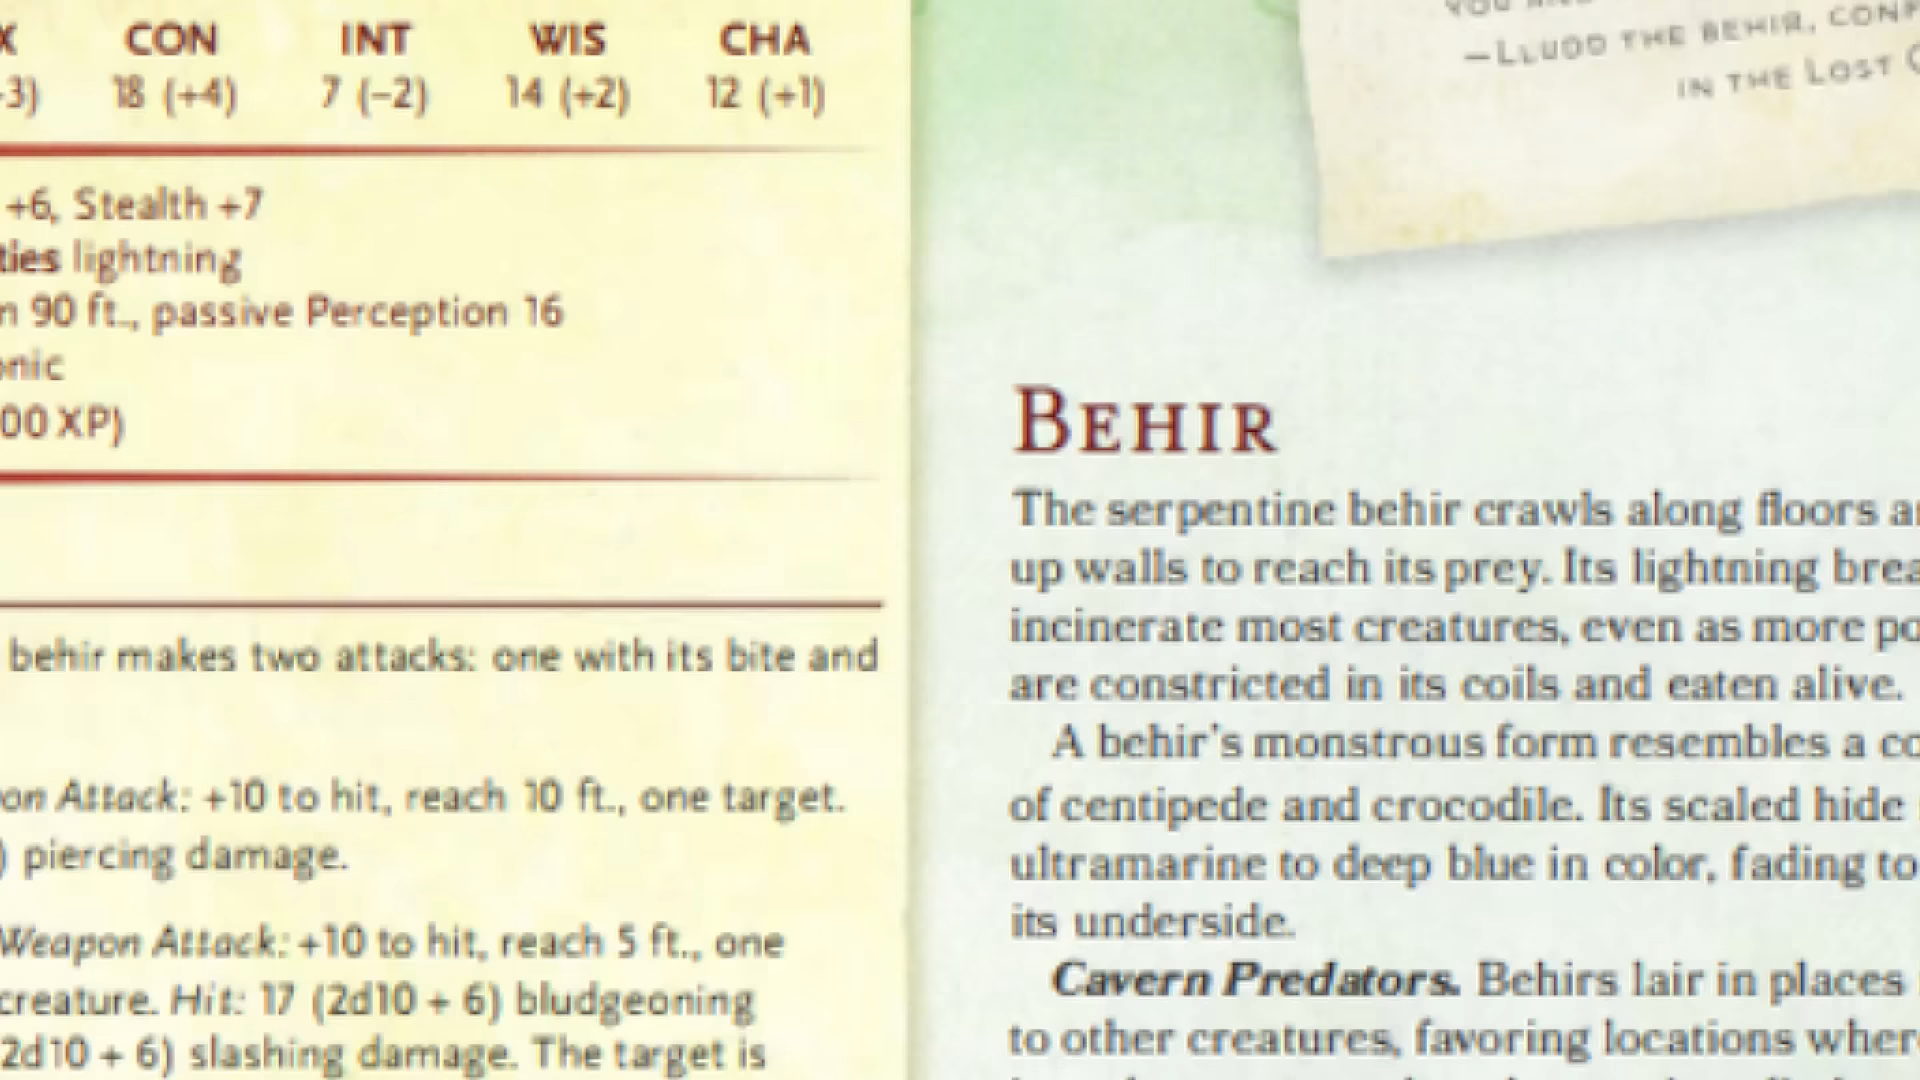 X CON INT WIS CHA
3) 18 (+4) 7 (−2) 14 (+2) 12 (+1)
+6, Stealth +7
ties lightning
n 90 ft., passive Perception 16
onic
00 XP)
behir makes two attacks: one with its bite and
on Attack: +10 to hit, reach 10 ft., one target.
) piercing damage.
Weapon Attack: +10 to hit, reach 5 ft., one
creature. Hit: 17 (2d10 + 6) bludgeoning
2d10 + 6) slashing damage. The target is
—Lludd the behir, conf
in the Lost
Behir
The serpentine behir crawls along floors a
up walls to reach its prey. Its lightning brea
incinerate most creatures, even as more po
are constricted in its coils and eaten alive.
A behir's monstrous form resembles a co
of centipede and crocodile. Its scaled hide
ultramarine to deep blue in color, fading to
its underside.
Cavern Predators. Behirs lair in places
to other creatures, favoring locations wher